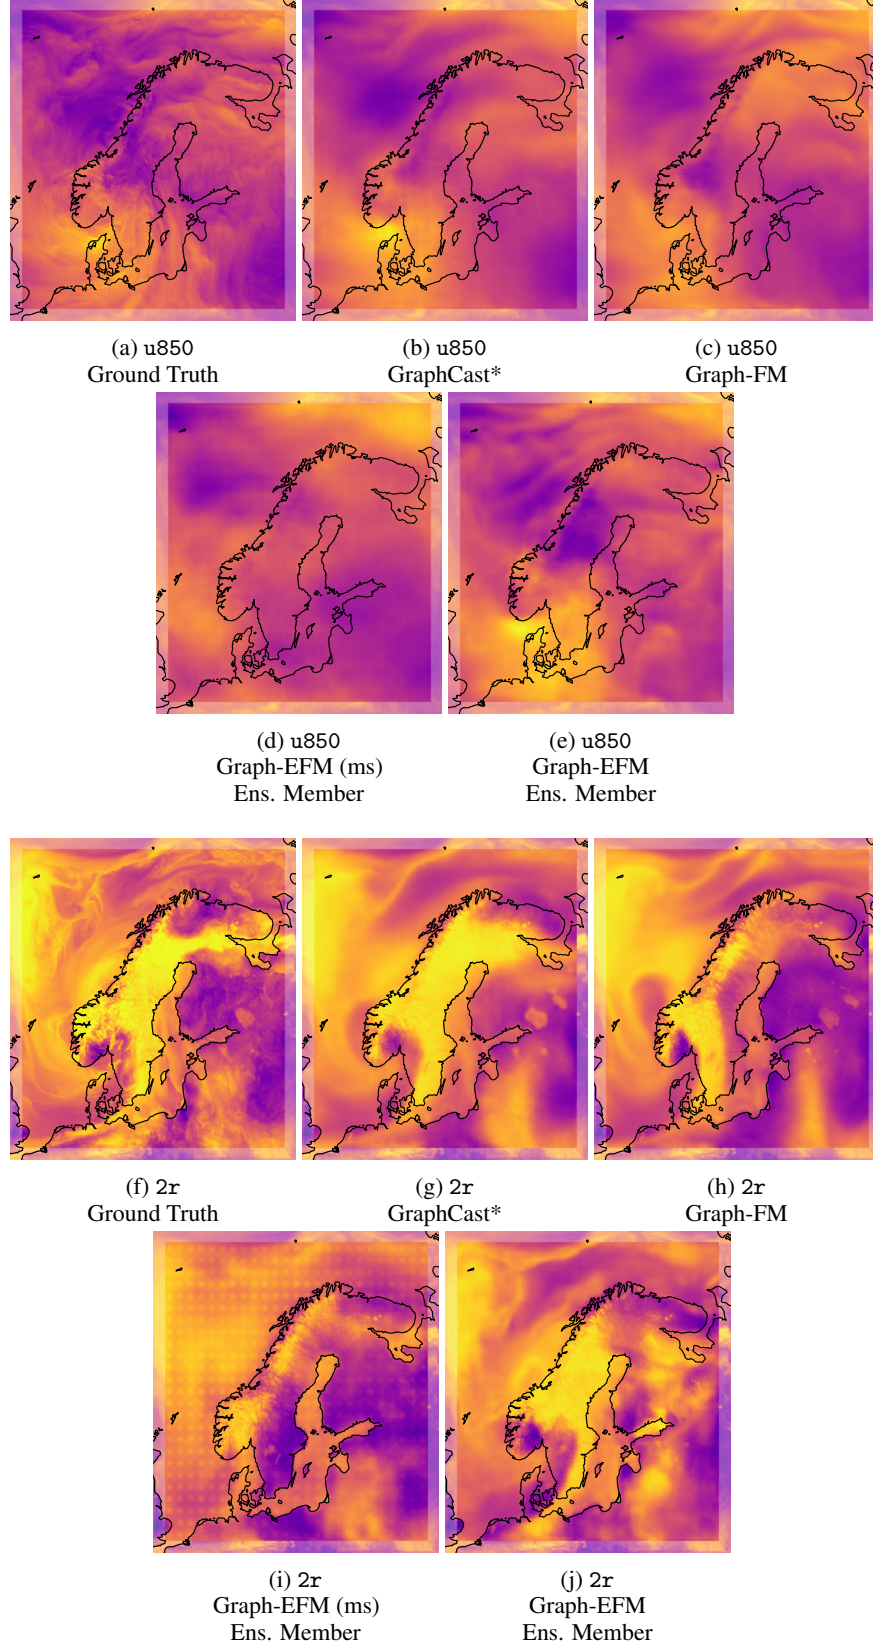 (a) u850
Ground Truth
(b) u850
GraphCast*
(c) u850
Graph-FM
(d) u850
Graph-EFM (ms)
Ens. Member
(e) u850
Graph-EFM
Ens. Member
(f) 2r
Ground Truth
(g) 2r
GraphCast*
(h) 2r
Graph-FM
(i) 2r
Graph-EFM (ms)
Ens. Member
(j) 2r
Graph-EFM
Ens. Member